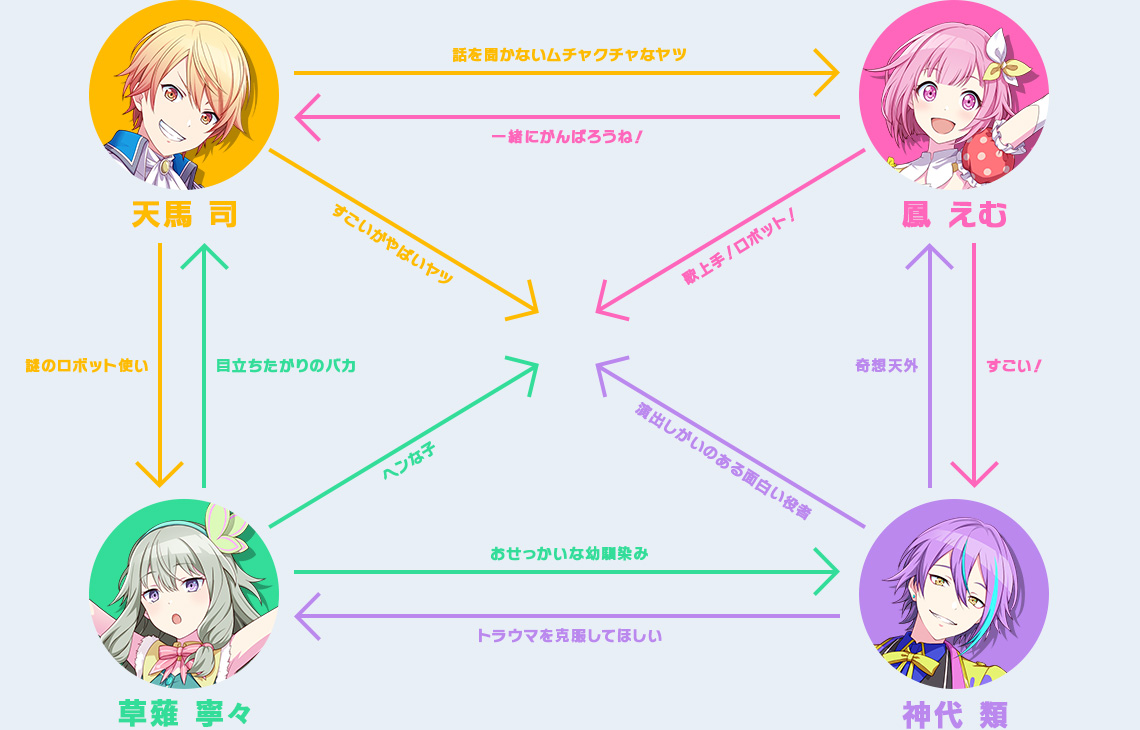 話を聞かないムチャクチャなヤツ
一緒にがんばろうね!
天馬 司
鳳 えむ
すごいがやばいヤツ
歌上手!ロボット!
謎のロボット使い
目立ちたがりのバカ
奇想天外
すごい!
ヘンな子
演出しがいのある面白い役者
おせっかいな幼馴染み
トラウマを克服してほしい
草薙 寧々
神代 類